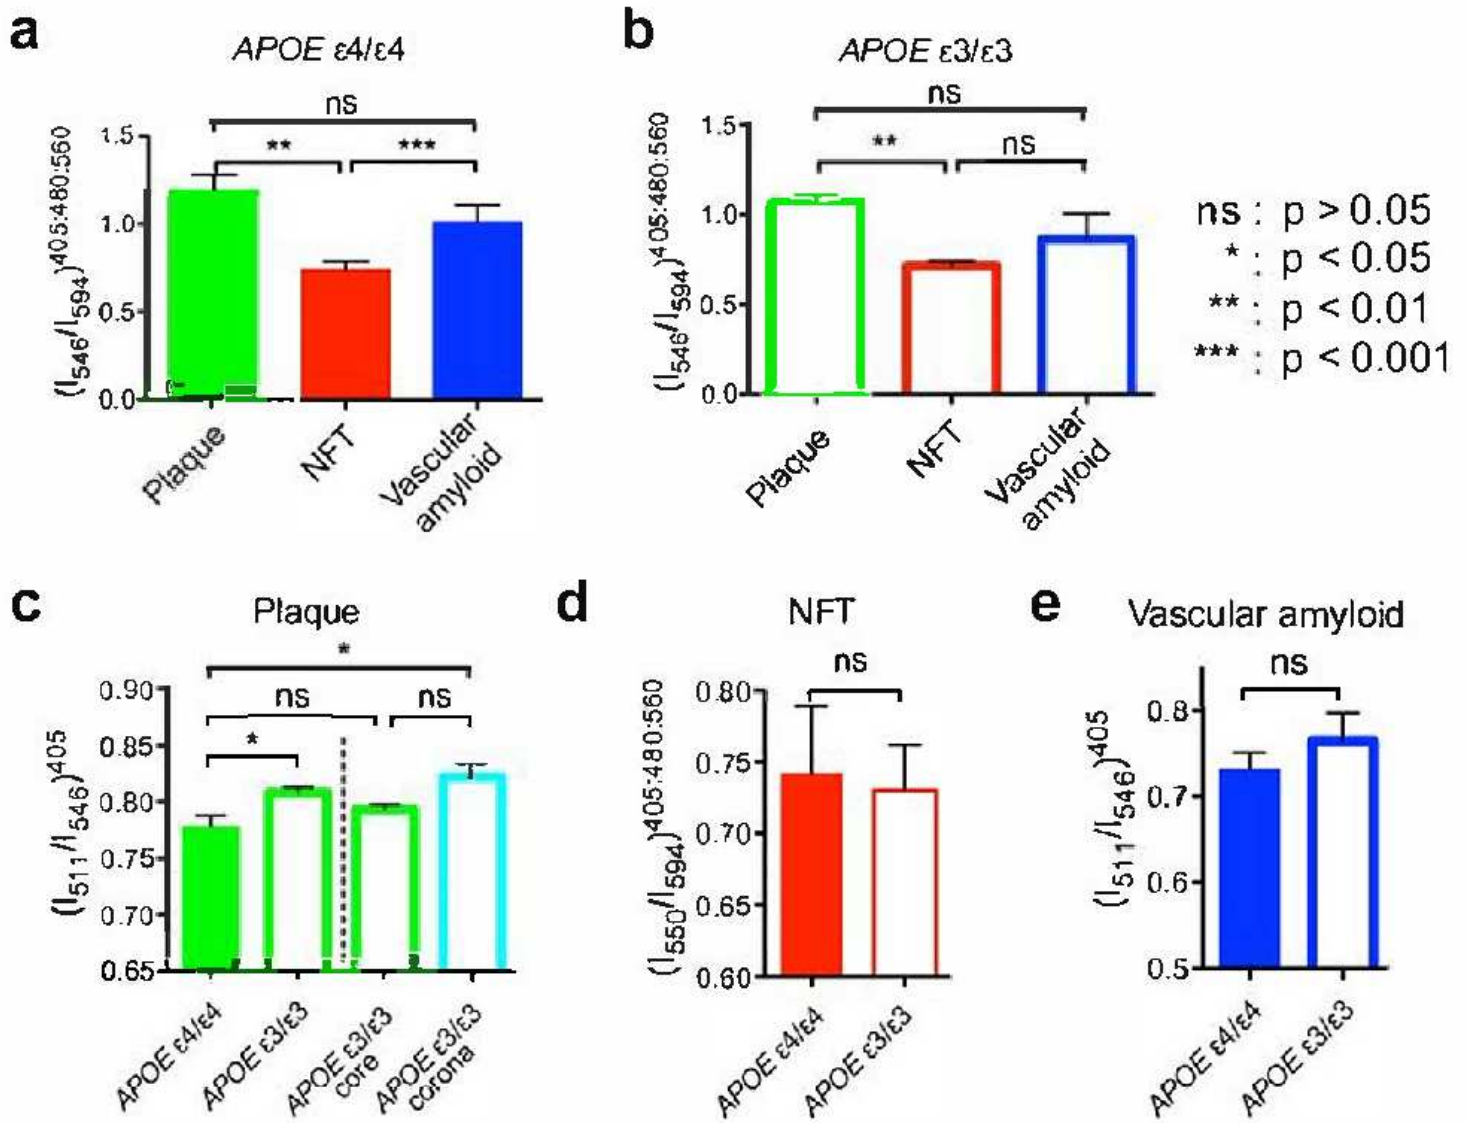 a
APOE ε4/ε4
ns
** ***
(I546/I594)405:480:560
1.5
1.0
0.5
0.0
Plaque
NFT
Vascular
amyloid
b
APOE ε3/ε3
ns
** ns
(I546/I594)405:480:560
1.5
1.0
0.5
0.0
Plaque
NFT
Vascular
amyloid
ns : p > 0.05
* : p < 0.05
** : p < 0.01
*** : p < 0.001
c
Plaque
*
ns ns
*
(I511/I546)405
0.90
0.85
0.80
0.75
0.70
0.65
APOE ε4/ε4
APOE ε3/ε3
APOE ε3/ε3
core
APOE ε3/ε3
corona
d
NFT
ns
(I550/I594)405:480:560
0.80
0.75
0.70
0.65
0.60
APOE ε4/ε4
APOE ε3/ε3
e
Vascular amyloid
ns
(I511/I546)405
0.8
0.7
0.6
0.5
APOE ε4/ε4
APOE ε3/ε3